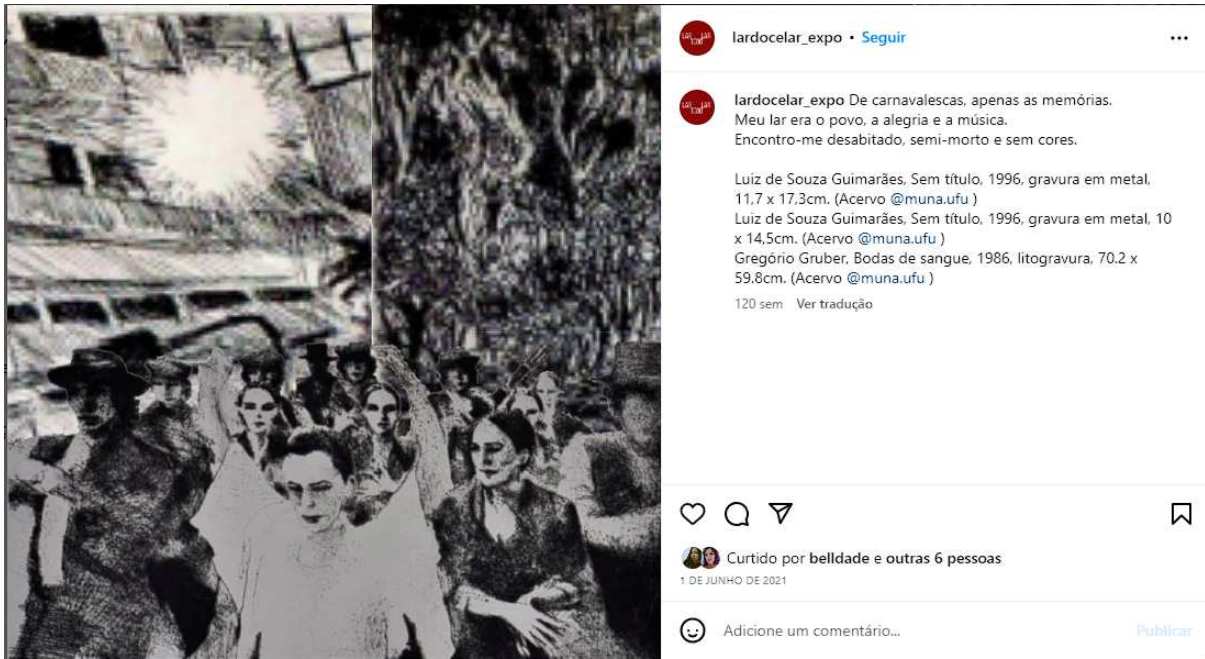 lardocelar_expo • Seguir
lardocelar_expo De carnavalescas, apenas as memórias.
Meu lar era o povo, a alegria e a música.
Encontro-me desabitado, semi-morto e sem cores.
Luiz de Souza Guimarães, Sem título, 1996, gravura em metal,
11,7 x 17,3cm. (Acervo @muna.ufu )
Luiz de Souza Guimarães, Sem título, 1996, gravura em metal, 10
x 14,5cm. (Acervo @muna.ufu )
Gregório Gruber, Bodas de sangue, 1986, litogravura, 70.2 x
59.8cm. (Acervo @muna.ufu )
120 sem Ver tradução
Curtido por belldade e outras 6 pessoas
1 DE JUNHO DE 2021
Adicione um comentário... Publicar